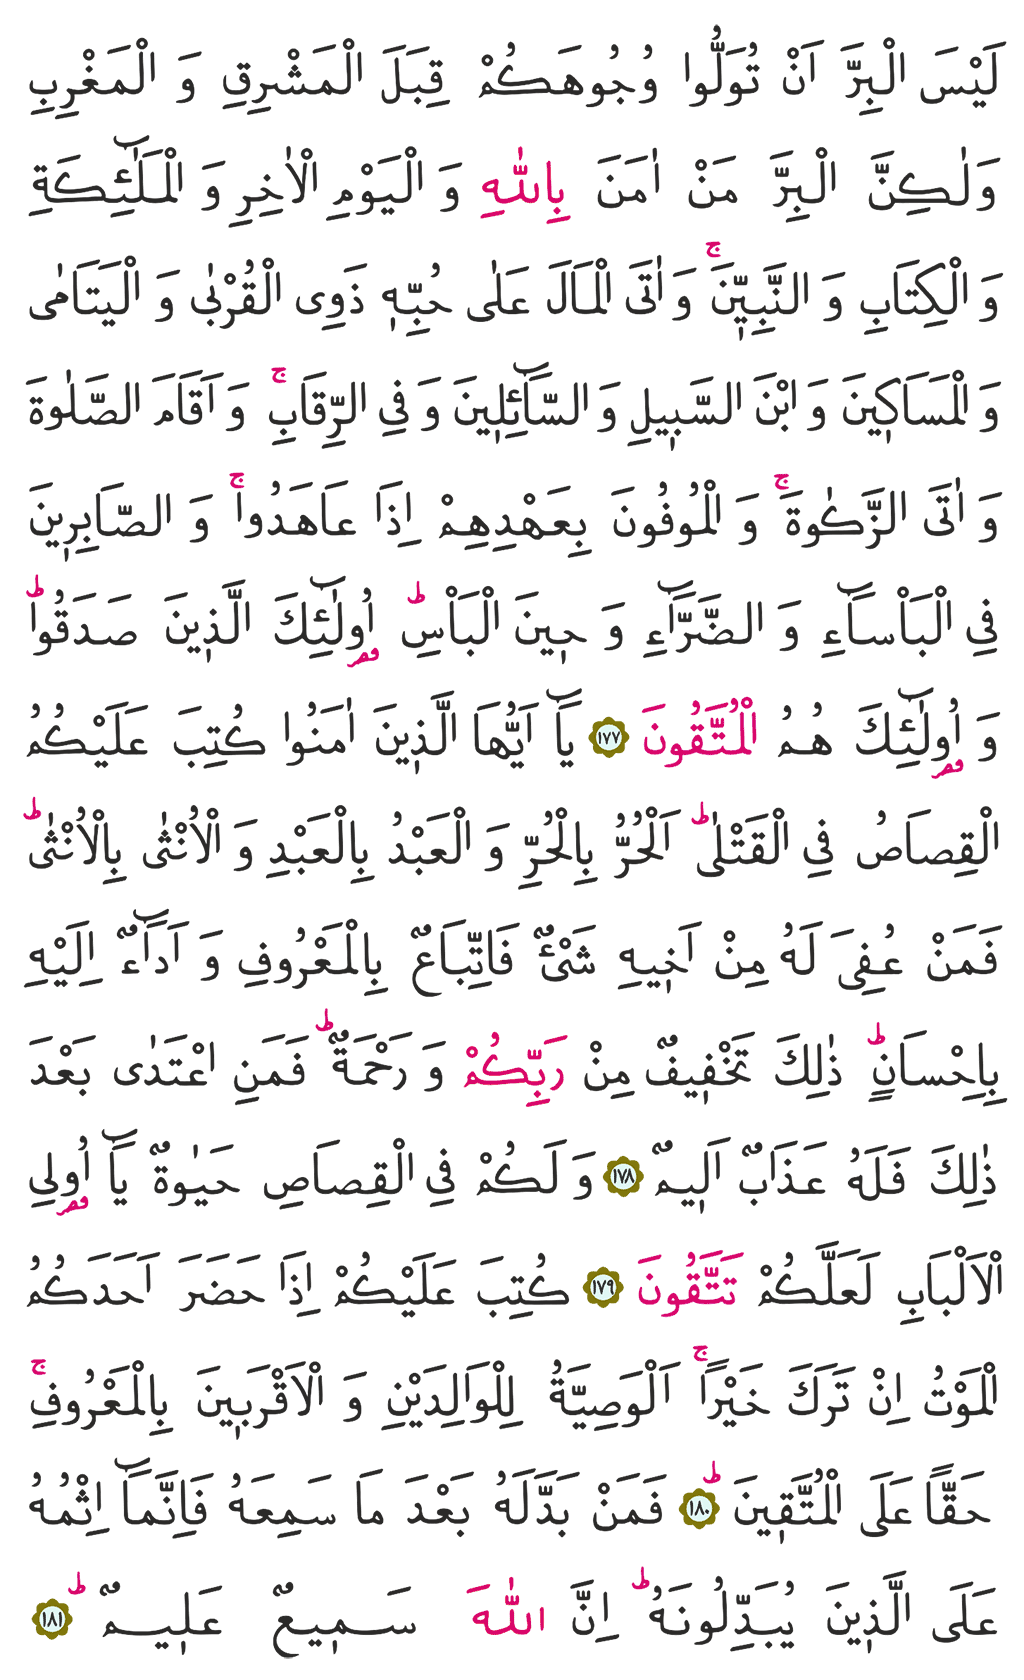 لَيْسَ الْبِرَّ اَنْ تُوَلُّوا وُجُوهَكُمْ قِبَلَ الْمَشْرِقِ وَ الْمَغْرِبِ
وَلٰكِنَّ الْبِرَّ مَنْ اٰمَنَ بِاللّٰهِ وَ الْيَوْمِ الْاٰخِرِ وَ الْمَلٰٓئِكَةِ
وَ الْكِتَابِ وَ النَّبِيّٖنَۚ وَ اٰتَى الْمَالَ عَلٰى حُبِّهٖ ذَوِى الْقُرْبٰى وَ الْيَتَامٰى
وَ الْمَسَاكٖينَ وَ ابْنَ السَّبٖيلِ وَ السَّٓائِلٖينَ وَ فِى الرِّقَابِۚ وَ اَقَامَ الصَّلٰوةَ
وَ اٰتَى الزَّكٰوةَۚ وَ الْمُوفُونَ بِعَهْدِهِمْ اِذَا عَاهَدُواۚ وَ الصَّابِرٖينَ
فِى الْبَاْسَٓاءِ وَ الضَّرَّٓاءِ وَ حٖينَ الْبَاْسِؕ اُولٰٓئِكَ الَّذٖينَ صَدَقُواؕ
وَ اُولٰٓئِكَ هُمُ الْمُتَّقُونَ ﴿١٧٧﴾ يَٓا اَيُّهَا الَّذٖينَ اٰمَنُوا كُتِبَ عَلَيْكُمُ
الْقِصَاصُ فِى الْقَتْلٰىؕ اَلْحُرُّ بِالْحُرِّ وَ الْعَبْدُ بِالْعَبْدِ وَ الْاُنْثٰى بِالْاُنْثٰىؕ
فَمَنْ عُفِىَ لَهُ مِنْ اَخٖيهِ شَیْءٌ فَاتِّبَاعٌ بِالْمَعْرُوفِ وَ اَدَٓاءٌ اِلَيْهِ
بِاِحْسَانٍؕ ذٰلِكَ تَخْفٖيفٌ مِنْ رَبِّكُمْ وَ رَحْمَةٌؕ فَمَنِ اعْتَدٰى بَعْدَ
ذٰلِكَ فَلَهُ عَذَابٌ اَلٖيمٌ ﴿١٧٨﴾ وَ لَكُمْ فِى الْقِصَاصِ حَيٰوةٌ يَٓا اُولِى
الْاَلْبَابِ لَعَلَّكُمْ تَتَّقُونَ ﴿١٧٩﴾ كُتِبَ عَلَيْكُمْ اِذَا حَضَرَ اَحَدَكُمُ
الْمَوْتُ اِنْ تَرَكَ خَيْرًاۚ اَلْوَصِيَّةُ لِلْوَالِدَيْنِ وَ الْاَقْرَبٖينَ بِالْمَعْرُوفِۚ
حَقًّا عَلَى الْمُتَّقٖينَؕ ﴿١٨٠﴾ فَمَنْ بَدَّلَهُ بَعْدَ مَا سَمِعَهُ فَاِنَّمَٓا اِثْمُهُ
عَلَى الَّذٖينَ يُبَدِّلُونَهُؕ اِنَّ اللّٰهَ سَمٖيعٌ عَلٖيمٌؕ ﴿١٨١﴾